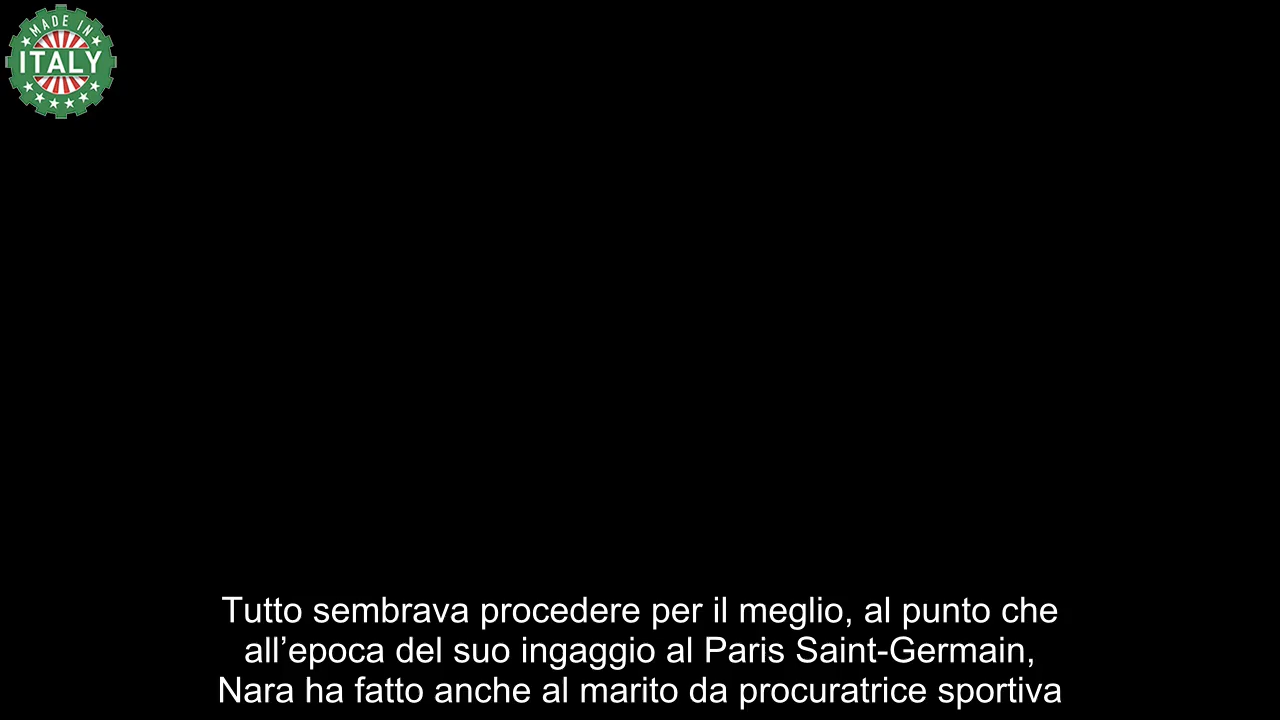 MADE IN
ITALY
Tutto sembrava procedere per il meglio, al punto che
all’epoca del suo ingaggio al Paris Saint-Germain,
Nara ha fatto anche al marito da procuratrice sportiva